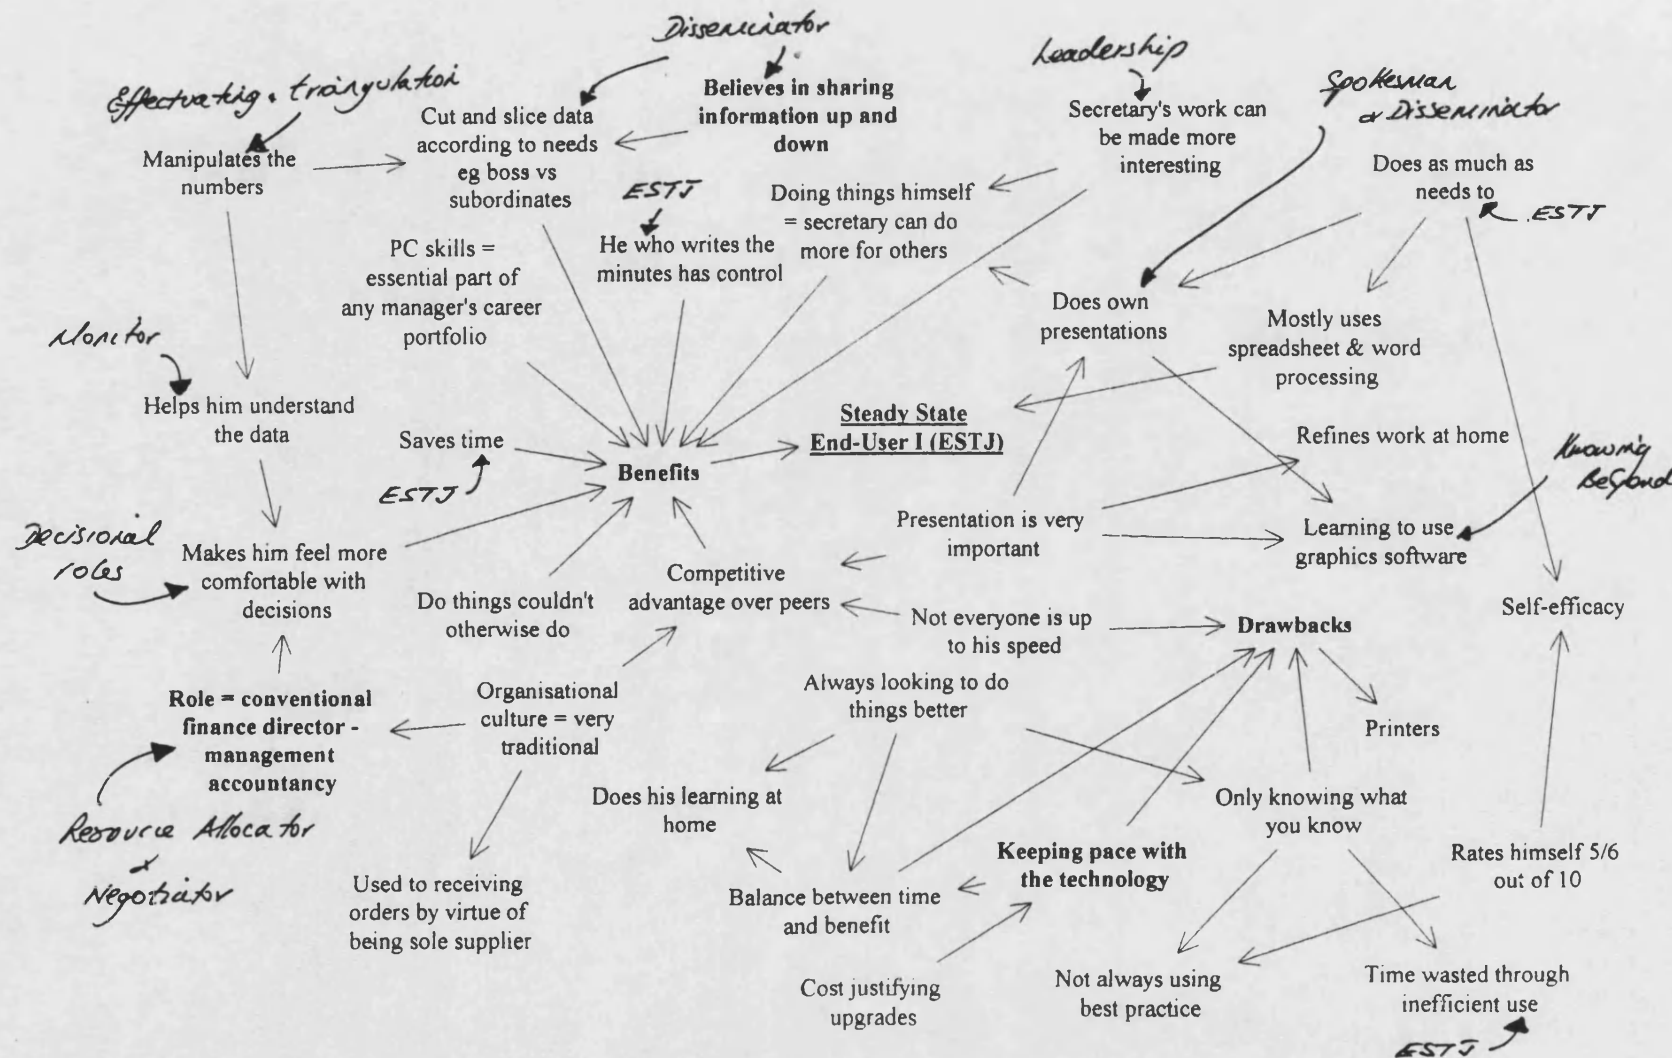 Disseminator
Leadership
Effectuating & triangulation
Spokesman
or Disseminator
Believes in sharing
information up and
down
Cut and slice data
according to needs
eg boss vs
subordinates
Secretary's work can
be made more
interesting
Manipulates the
numbers
Does as much as
needs to
ESTJ
ESTJ
Doing things himself
= secretary can do
more for others
PC skills =
essential part of
any manager's career
portfolio
He who writes the
minutes has control
Does own
presentations
Mostly uses
spreadsheet & word
processing
Monitor
Helps him understand
the data
Steady State
End-User I (ESTJ)
Saves time
ESTJ
Benefits
Refines work at home
Knowing
Beyond
Presentation is very
important
Learning to use
graphics software
Decisional
roles
Makes him feel more
comfortable with
decisions
Competitive
advantage over peers
Do things couldn't
otherwise do
Not everyone is up
to his speed
Drawbacks
Self-efficacy
Role = conventional
finance director -
management
accountancy
Organisational
culture = very
traditional
Always looking to do
things better
Printers
Does his learning at
home
Only knowing what
you know
Resource Allocator
&
Negotiator
Keeping pace with
the technology
Rates himself 5/6
out of 10
Used to receiving
orders by virtue of
being sole supplier
Balance between time
and benefit
Cost justifying
upgrades
Not always using
best practice
Time wasted through
inefficient use
ESTJ